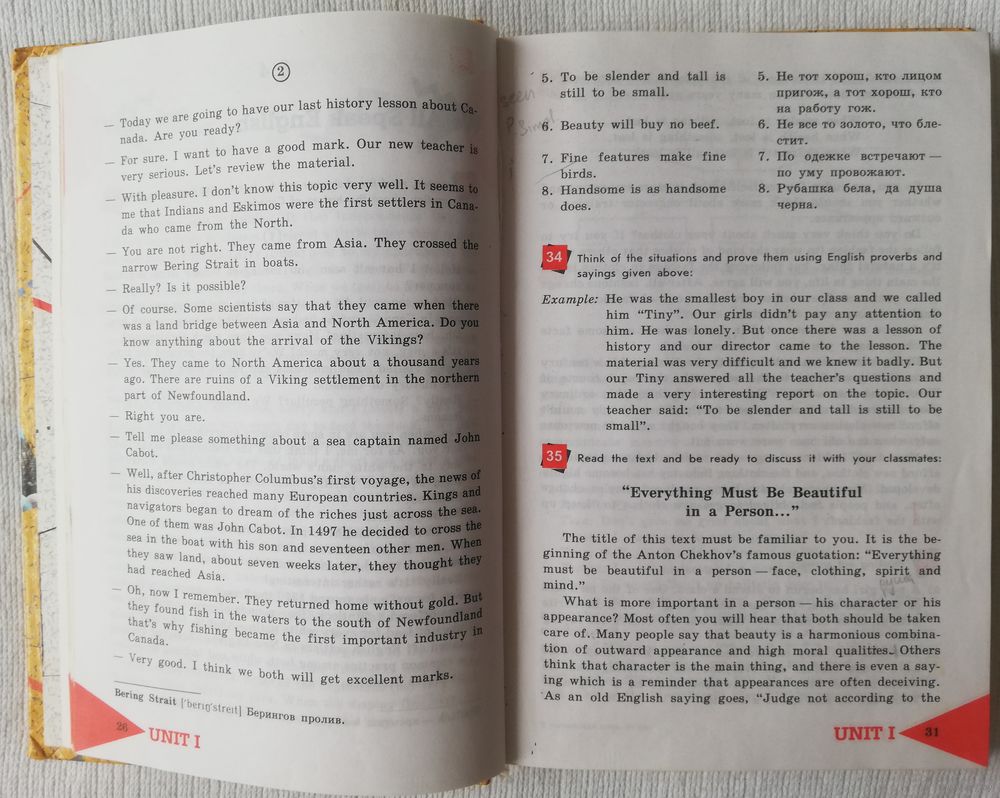 2
— Today we are going to have our last history lesson about Ca-
nada. Are you ready?
— For sure. I want to have a good mark. Our new teacher is
very serious. Let's review the material.
— With pleasure. I don't know this topic very well. It seems to
me that Indians and Eskimos were the first settlers in Cana-
da who came from the North.
— You are not right. They came from Asia. They crossed the
narrow Bering Strait in boats.
— Really? Is it possible?
— Of course. Some scientists say that they came when there
was a land bridge between Asia and North America. Do you
know anything about the arrival of the Vikings?
— Yes. They came to North America about a thousand years
ago. There are ruins of a Viking settlement in the northern
part of Newfoundland.
— Right you are.
— Tell me please something about a sea captain named John
Cabot.
— Well, after Christopher Columbus's first voyage, the news of
his discoveries reached many European countries. Kings and
navigators began to dream of the riches just across the sea.
One of them was John Cabot. In 1497 he decided to cross the
sea in the boat with his son and seventeen other men. When
they saw land, about seven weeks later, they thought they
had reached Asia.
— Oh, now I remember. They returned home without gold. But
they found fish in the waters to the south of Newfoundland
that's why fishing became the first important industry in
Canada.
— Very good. I think we both will get excellent marks.
Bering Strait ['berɪŋ'streɪt] Берингов пролив.
26
UNIT I
5. To be slender and tall is
still to be small.
6. Beauty will buy no beef.
7. Fine features make fine
birds.
8. Handsome is as handsome
does.
5. Не тот хорош, кто лицом
пригож, а тот хорош, кто
на работу гож.
6. Не все то золото, что бле-
стит.
7. По одежке встречают —
по уму провожают.
8. Рубашка бела, да душа
черна.
34 Think of the situations and prove them using English proverbs and
sayings given above:
Example: He was the smallest boy in our class and we called
him “Tiny”. Our girls didn't pay any attention to
him. He was lonely. But once there was a lesson of
history and our director came to the lesson. The
material was very difficult and we knew it badly. But
our Tiny answered all the teacher's questions and
made a very interesting report on the topic. Our
teacher said: “To be slender and tall is still to be
small”.
35 Read the text and be ready to discuss it with your classmates:
“Everything Must Be Beautiful
in a Person...”
The title of this text must be familiar to you. It is the be-
ginning of the Anton Chekhov's famous guotation: “Everything
must be beautiful in a person — face, clothing, spirit and
mind.”
What is more important in a person — his character or his
appearance? Most often you will hear that both should be taken
care of. Many people say that beauty is a harmonious combina-
tion of outward appearance and high moral qualities. Others
think that character is the main thing, and there is even a say-
ing which is a reminder that appearances are often deceiving.
As an old English saying goes, “Judge not according to the
UNIT I
31